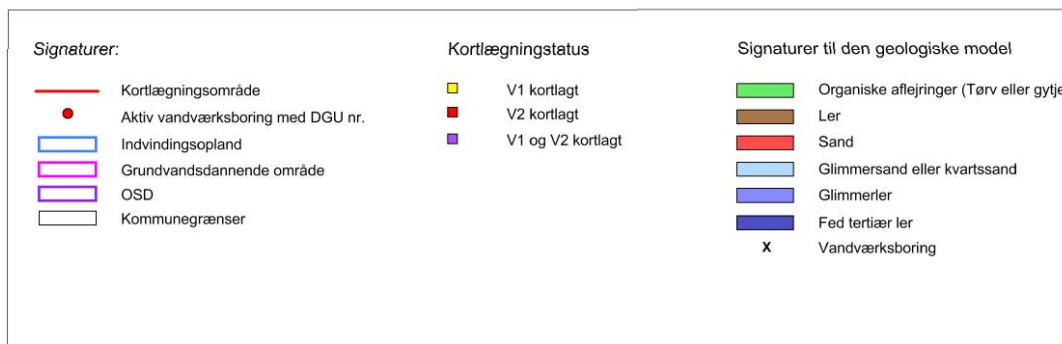 Signaturer:
Kortlægningsområde
Aktiv vandværksboring med DGU nr.
Indvindingsopland
Grundvandsdannende område
OSD
Kommunegrænser
Kortlægningstatus
V1 kortlagt
V2 kortlagt
V1 og V2 kortlagt
Signaturer til den geologiske model
Organiske aflejringer (Tørv eller gytje
Ler
Sand
Glimmersand eller kvartssand
Glimmerler
Fed tertiær ler
X Vandværksboring